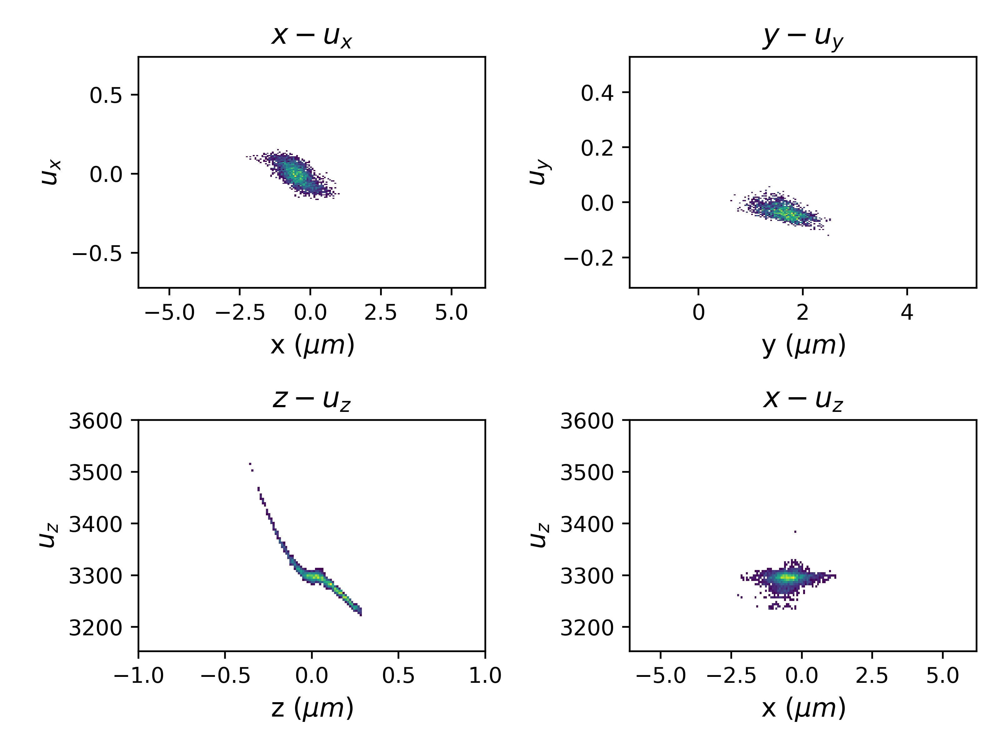 x − u_x
0.5
0.0
−0.5
u_x
−5.0 −2.5 0.0 2.5 5.0
x (μm)
y − u_y
0.4
0.2
0.0
−0.2
u_y
0 2 4
y (μm)
z − u_z
3600
3500
3400
3300
3200
u_z
−1.0 −0.5 0.0 0.5 1.0
z (μm)
x − u_z
3600
3500
3400
3300
3200
u_z
−5.0 −2.5 0.0 2.5 5.0
x (μm)